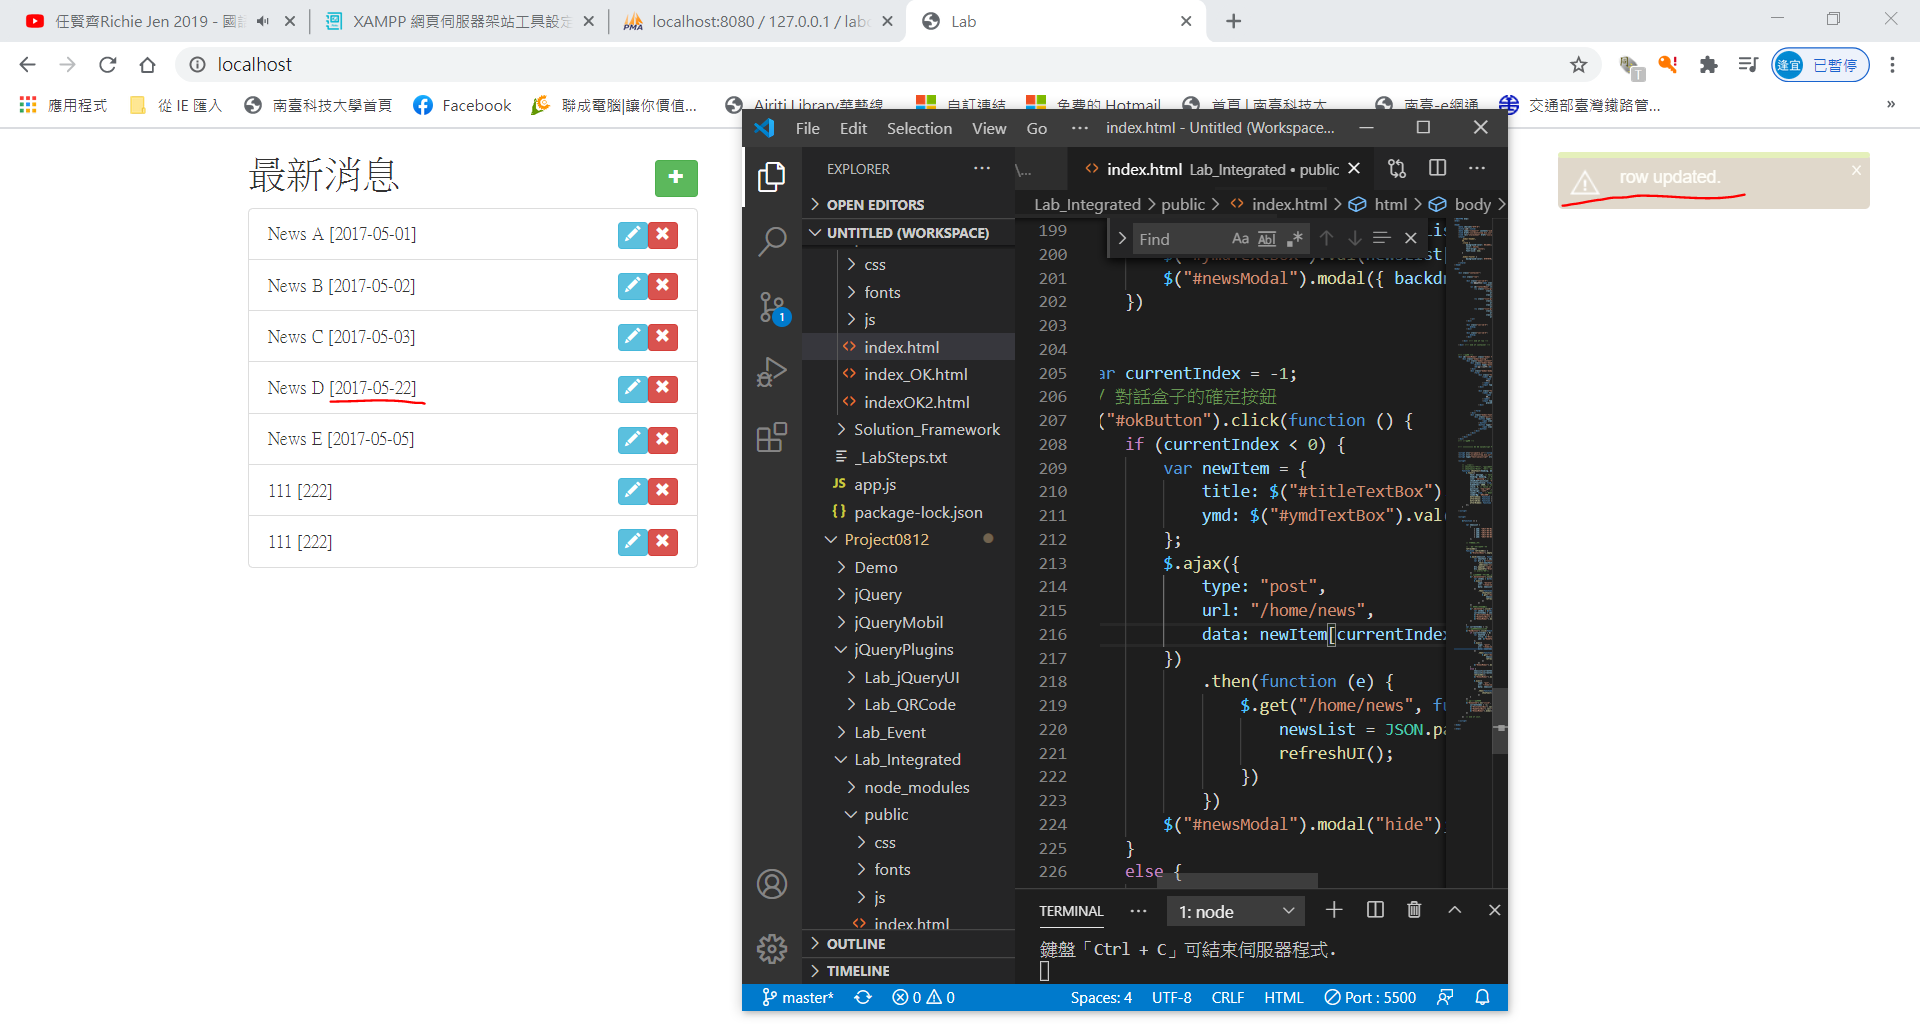 任賢齊Richie Jen 2019 - 國
XAMPP 網頁伺服器架站工具設定
localhost:8080 / 127.0.0.1 / lab
Lab
localhost
逢宜 已暫停
應用程式
從 IE 匯入
南臺科技大學首頁
Facebook
聯成電腦|讓你價值...
Airiti Library華藝線
自訂連結
免費的 Hotmail
首頁 | 南臺科技大
南臺-e網通
交通部臺灣鐵路管...
»
最新消息
News A [2017-05-01]
News B [2017-05-02]
News C [2017-05-03]
News D [2017-05-22]
News E [2017-05-05]
111 [222]
111 [222]
row updated.
File Edit Selection View Go ··· index.html - Untitled (Workspace...
EXPLORER ···
OPEN EDITORS
UNTITLED (WORKSPACE)
css
fonts
js
index.html
index_OK.html
indexOK2.html
Solution_Framework
_LabSteps.txt
JS app.js
{} package-lock.json
Project0812
Demo
jQuery
jQueryMobil
jQueryPlugins
Lab_jQueryUI
Lab_QRCode
Lab_Event
Lab_Integrated
node_modules
public
css
fonts
js
index.html
OUTLINE
TIMELINE
1
\... <> index.html Lab_Integrated • public ···
Lab_Integrated > public > <> index.html > html > body >
Find Aa Abl .*
199
200
201 $("#newsModal").modal({ backd
202 })
203
204
205 ar currentIndex = -1;
206 / 對話盒子的確定按鈕
207 ("#okButton").click(function () {
208 if (currentIndex < 0) {
209 var newItem = {
210 title: $("#titleTextBox")
211 ymd: $("#ymdTextBox").val
212 };
213 $.ajax({
214 type: "post",
215 url: "/home/news",
216 data: newItem[currentIndex
217 })
218 .then(function (e) {
219 $.get("/home/news", fu
220 newsList = JSON.pa
221 refreshUI();
222 })
223 })
224 $("#newsModal").modal("hide")
225 }
226 else {
TERMINAL ··· 1: node
鍵盤「Ctrl + C」可結束伺服器程式.
master* 0 0 Spaces: 4 UTF-8 CRLF HTML Port : 5500